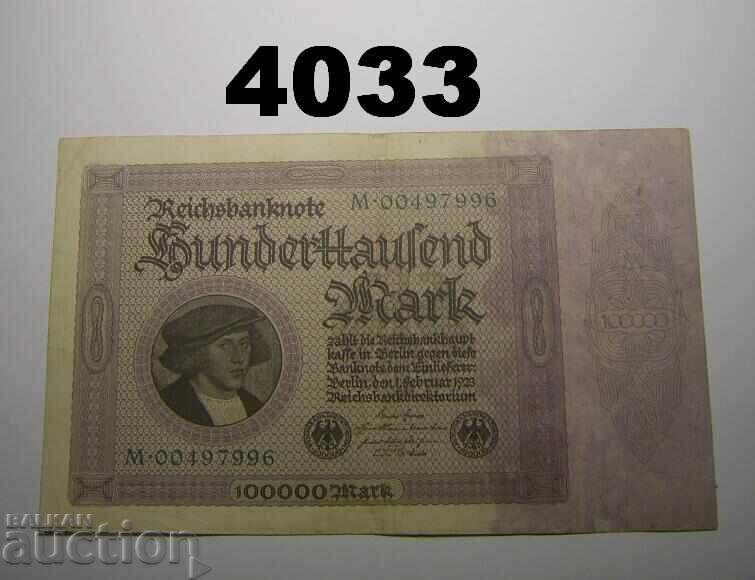 4033
Reichsbanknote
M·00497996
Hunderttausend
Mark
100000
zahlt die Reichsbankhaupt
kasse in Berlin gegen diese
Banknote dem Einlieferer
Berlin, den 1. Februar 1923
Reichsbankdirektorium
M·00497996
100000 Mark
BALKAN
auction